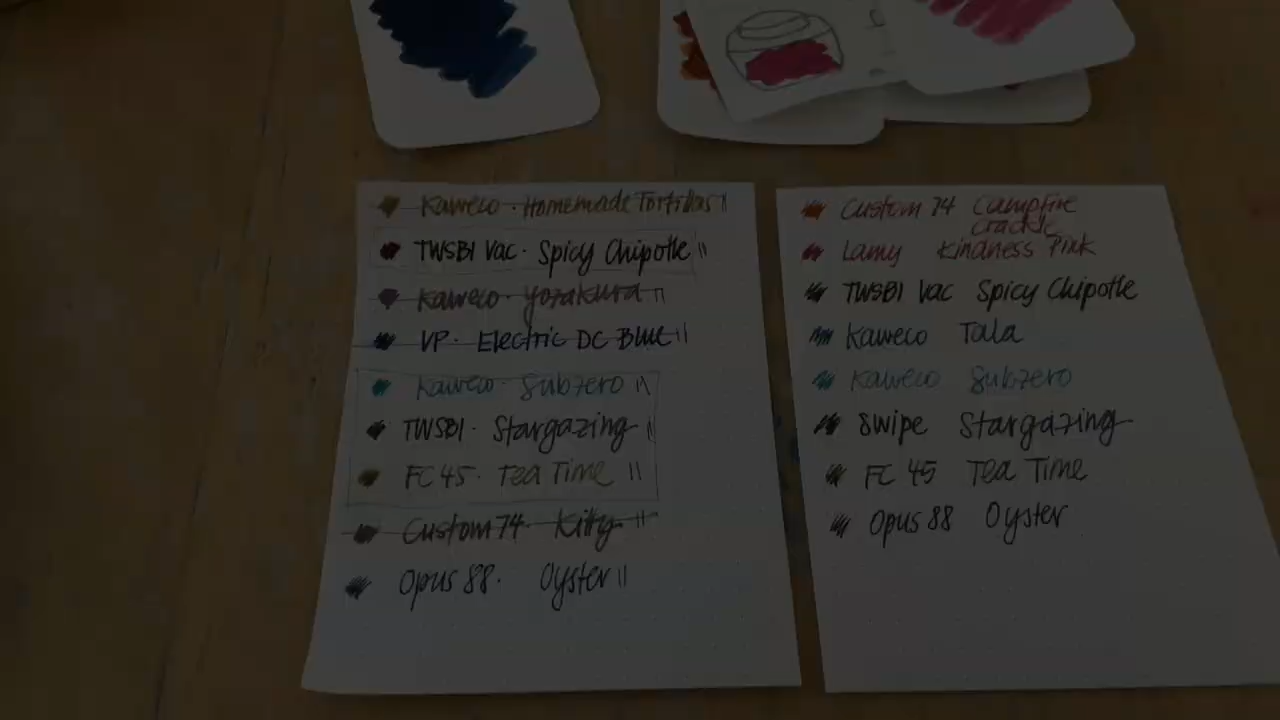 Kaweco · Homemade Tortillas
TWSBI Vac · Spicy Chipotle
Kaweco · Yozakura
VP · Electric DC Blue
Kaweco · Subzero
TWSBI · Stargazing
FC 45 · Tea Time
Custom 74 · Kitty
Opus 88 · Oyster
Custom 74 Campfire
Crackle
Lamy Kindness Pink
TWSBI Vac Spicy Chipotle
Kaweco Tala
Kaweco Subzero
Swipe Stargazing
FC 45 Tea Time
Opus 88 Oyster